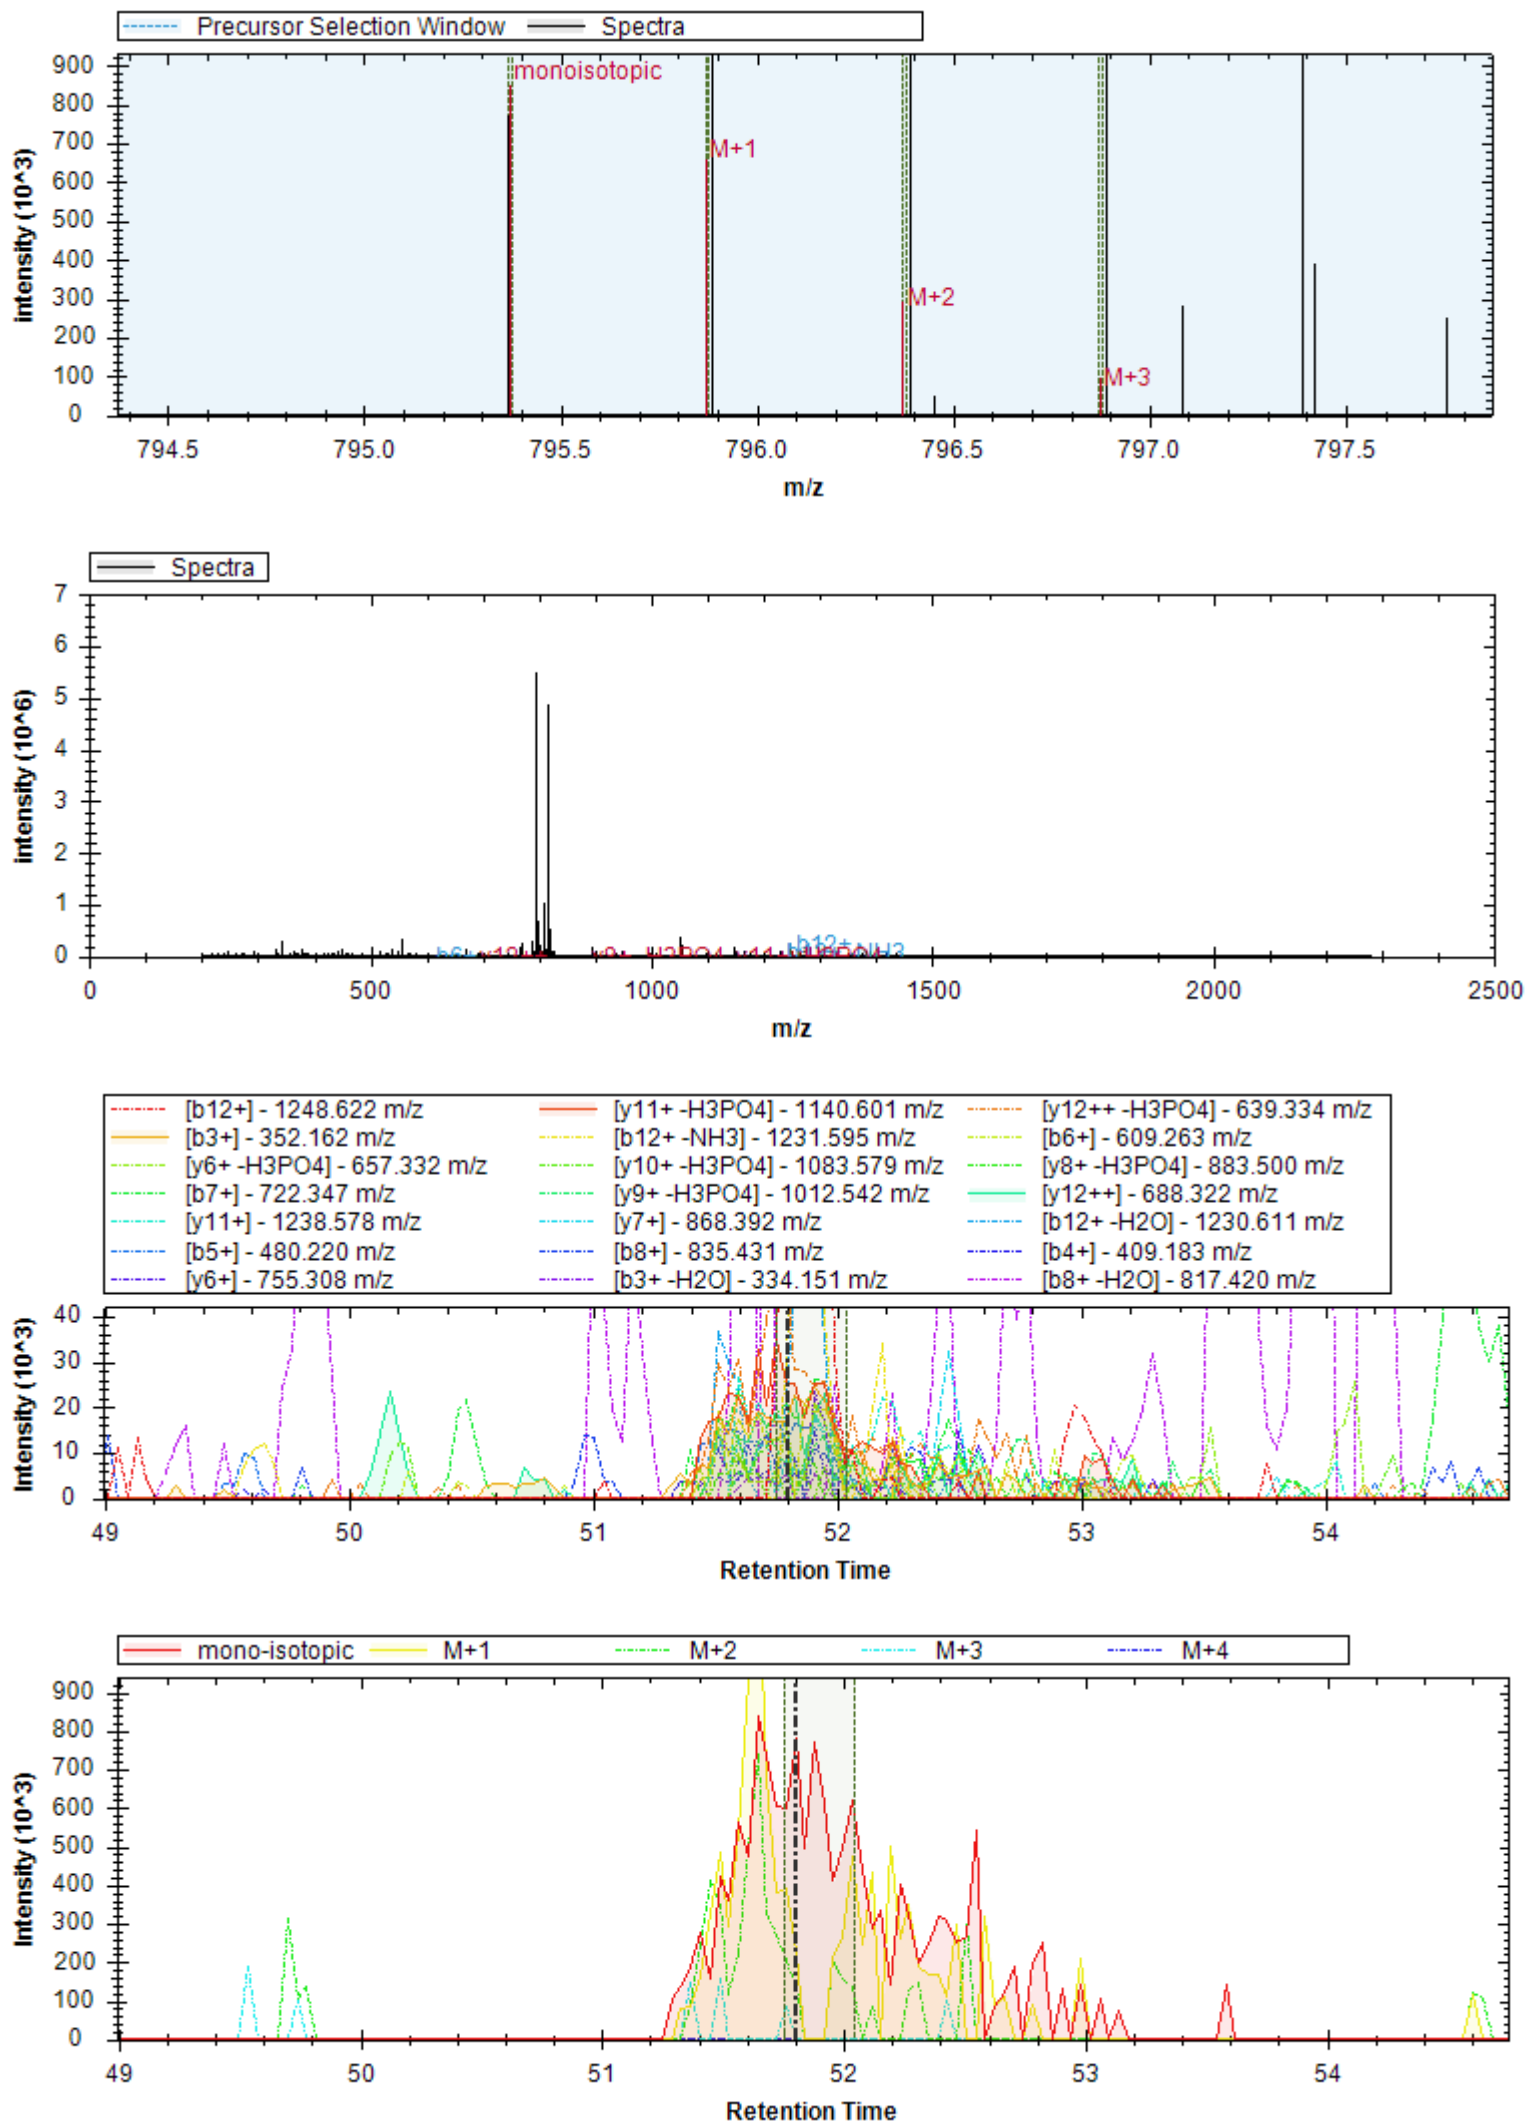 Precursor Selection Window Spectra
900
800
700
600
500
400
300
200
100
0
intensity (10^3)
monoisotopic
M+1
M+2
M+3
794.5 795.0 795.5 796.0 796.5 797.0 797.5
m/z
Spectra
7
6
5
4
3
2
1
0
intensity (10^6)
b12+
0 500 1000 1500 2000 2500
m/z
[b12+] - 1248.622 m/z [y11+ -H3PO4] - 1140.601 m/z [y12++ -H3PO4] - 639.334 m/z
[b3+] - 352.162 m/z [b12+ -NH3] - 1231.595 m/z [b6+] - 609.263 m/z
[y6+ -H3PO4] - 657.332 m/z [y10+ -H3PO4] - 1083.579 m/z [y8+ -H3PO4] - 883.500 m/z
[b7+] - 722.347 m/z [y9+ -H3PO4] - 1012.542 m/z [y12++] - 688.322 m/z
[y11+] - 1238.578 m/z [y7+] - 868.392 m/z [b12+ -H2O] - 1230.611 m/z
[b5+] - 480.220 m/z [b8+] - 835.431 m/z [b4+] - 409.183 m/z
[y6+] - 755.308 m/z [b3+ -H2O] - 334.151 m/z [b8+ -H2O] - 817.420 m/z
40
30
20
10
0
Intensity (10^3)
49 50 51 52 53 54
Retention Time
mono-isotopic M+1 M+2 M+3 M+4
900
800
700
600
500
400
300
200
100
0
Intensity (10^3)
49 50 51 52 53 54
Retention Time